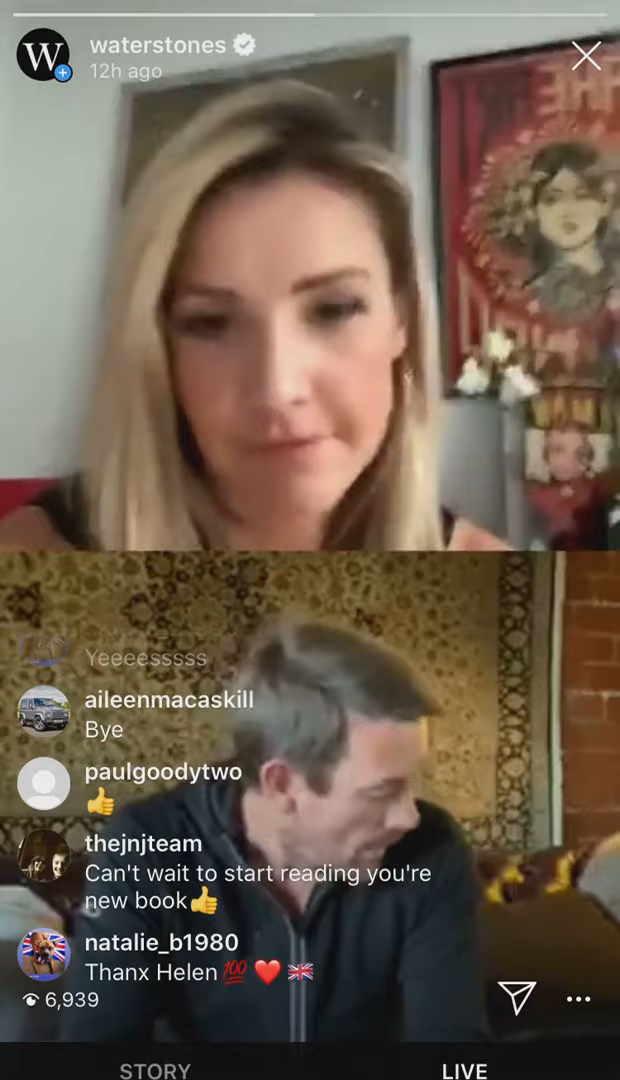 W
waterstones
12h ago
THE
Yeeeesssss
aileenmacaskill
Bye
paulgoodytwo
👍
thejnjteam
Can't wait to start reading you're
new book👍
natalie_b1980
Thanx Helen 💯 ❤️ 🇬🇧
6,939
STORY
LIVE